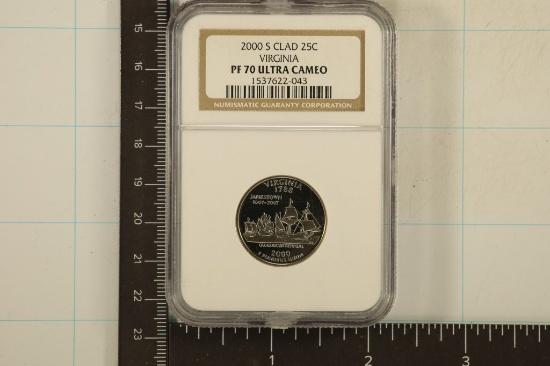 2000 S CLAD 25C
VIRGINIA
PF 70 ULTRA CAMEO
1537622-043
NUMISMATIC GUARANTY CORPORATION
VIRGINIA
1788
JAMESTOWN
1607-2007
QUADRICENTENNIAL
2000
E PLURIBUS UNUM
15
16
17
18
19
20
21
22
23
1
2
3